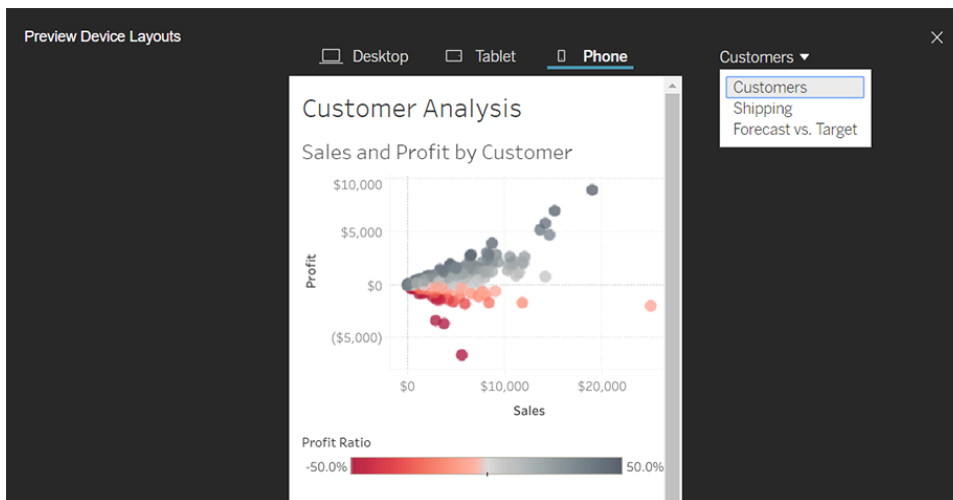 Preview Device Layouts
Desktop
Tablet
Phone
Customers
Customers
Shipping
Forecast vs. Target
Customer Analysis
Sales and Profit by Customer
$10,000
$5,000
$0
($5,000)
Profit
$0
$10,000
$20,000
Sales
Profit Ratio
-50.0%
50.0%